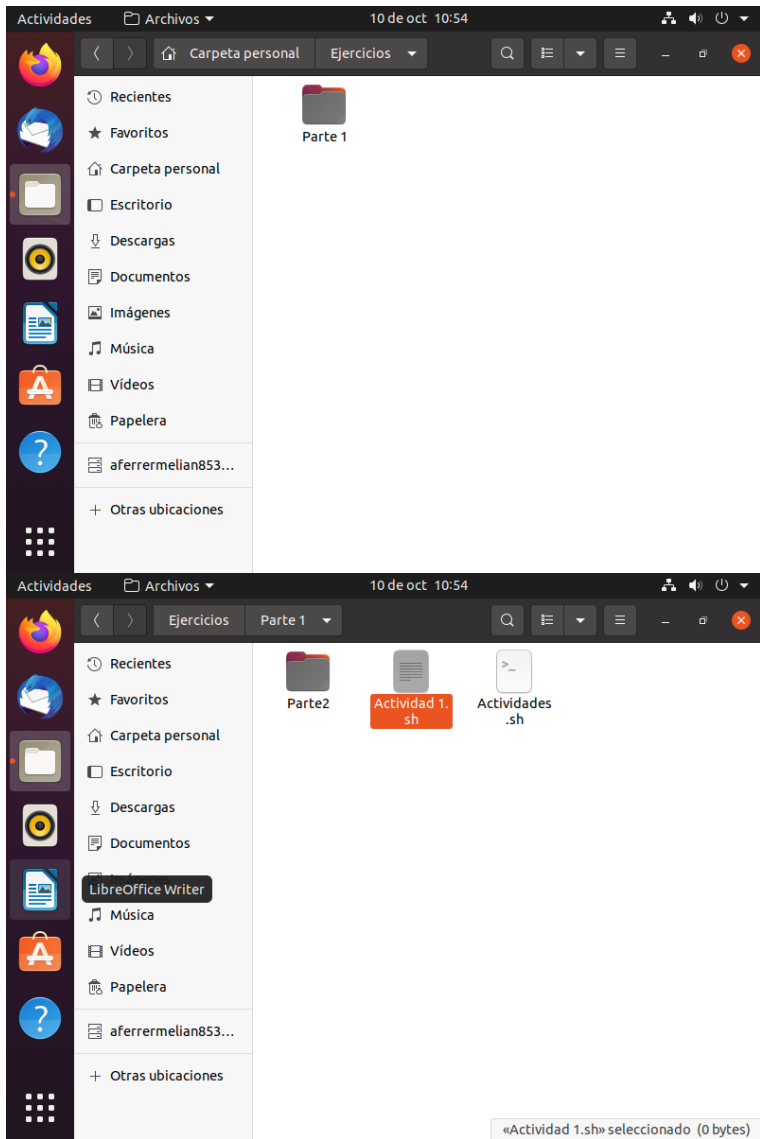 Actividades Archivos 10 de oct 10:54
Carpeta personal Ejercicios
Recientes
Favoritos
Carpeta personal
Escritorio
Descargas
Documentos
Imágenes
Música
Vídeos
Papelera
aferrermelian853...
+ Otras ubicaciones
Parte 1
Actividades Archivos 10 de oct 10:54
Ejercicios Parte 1
Recientes
Favoritos
Carpeta personal
Escritorio
Descargas
Documentos
LibreOffice Writer
Música
Vídeos
Papelera
aferrermelian853...
+ Otras ubicaciones
Parte2
Actividad 1.
sh
Actividades
.sh
«Actividad 1.sh» seleccionado (0 bytes)